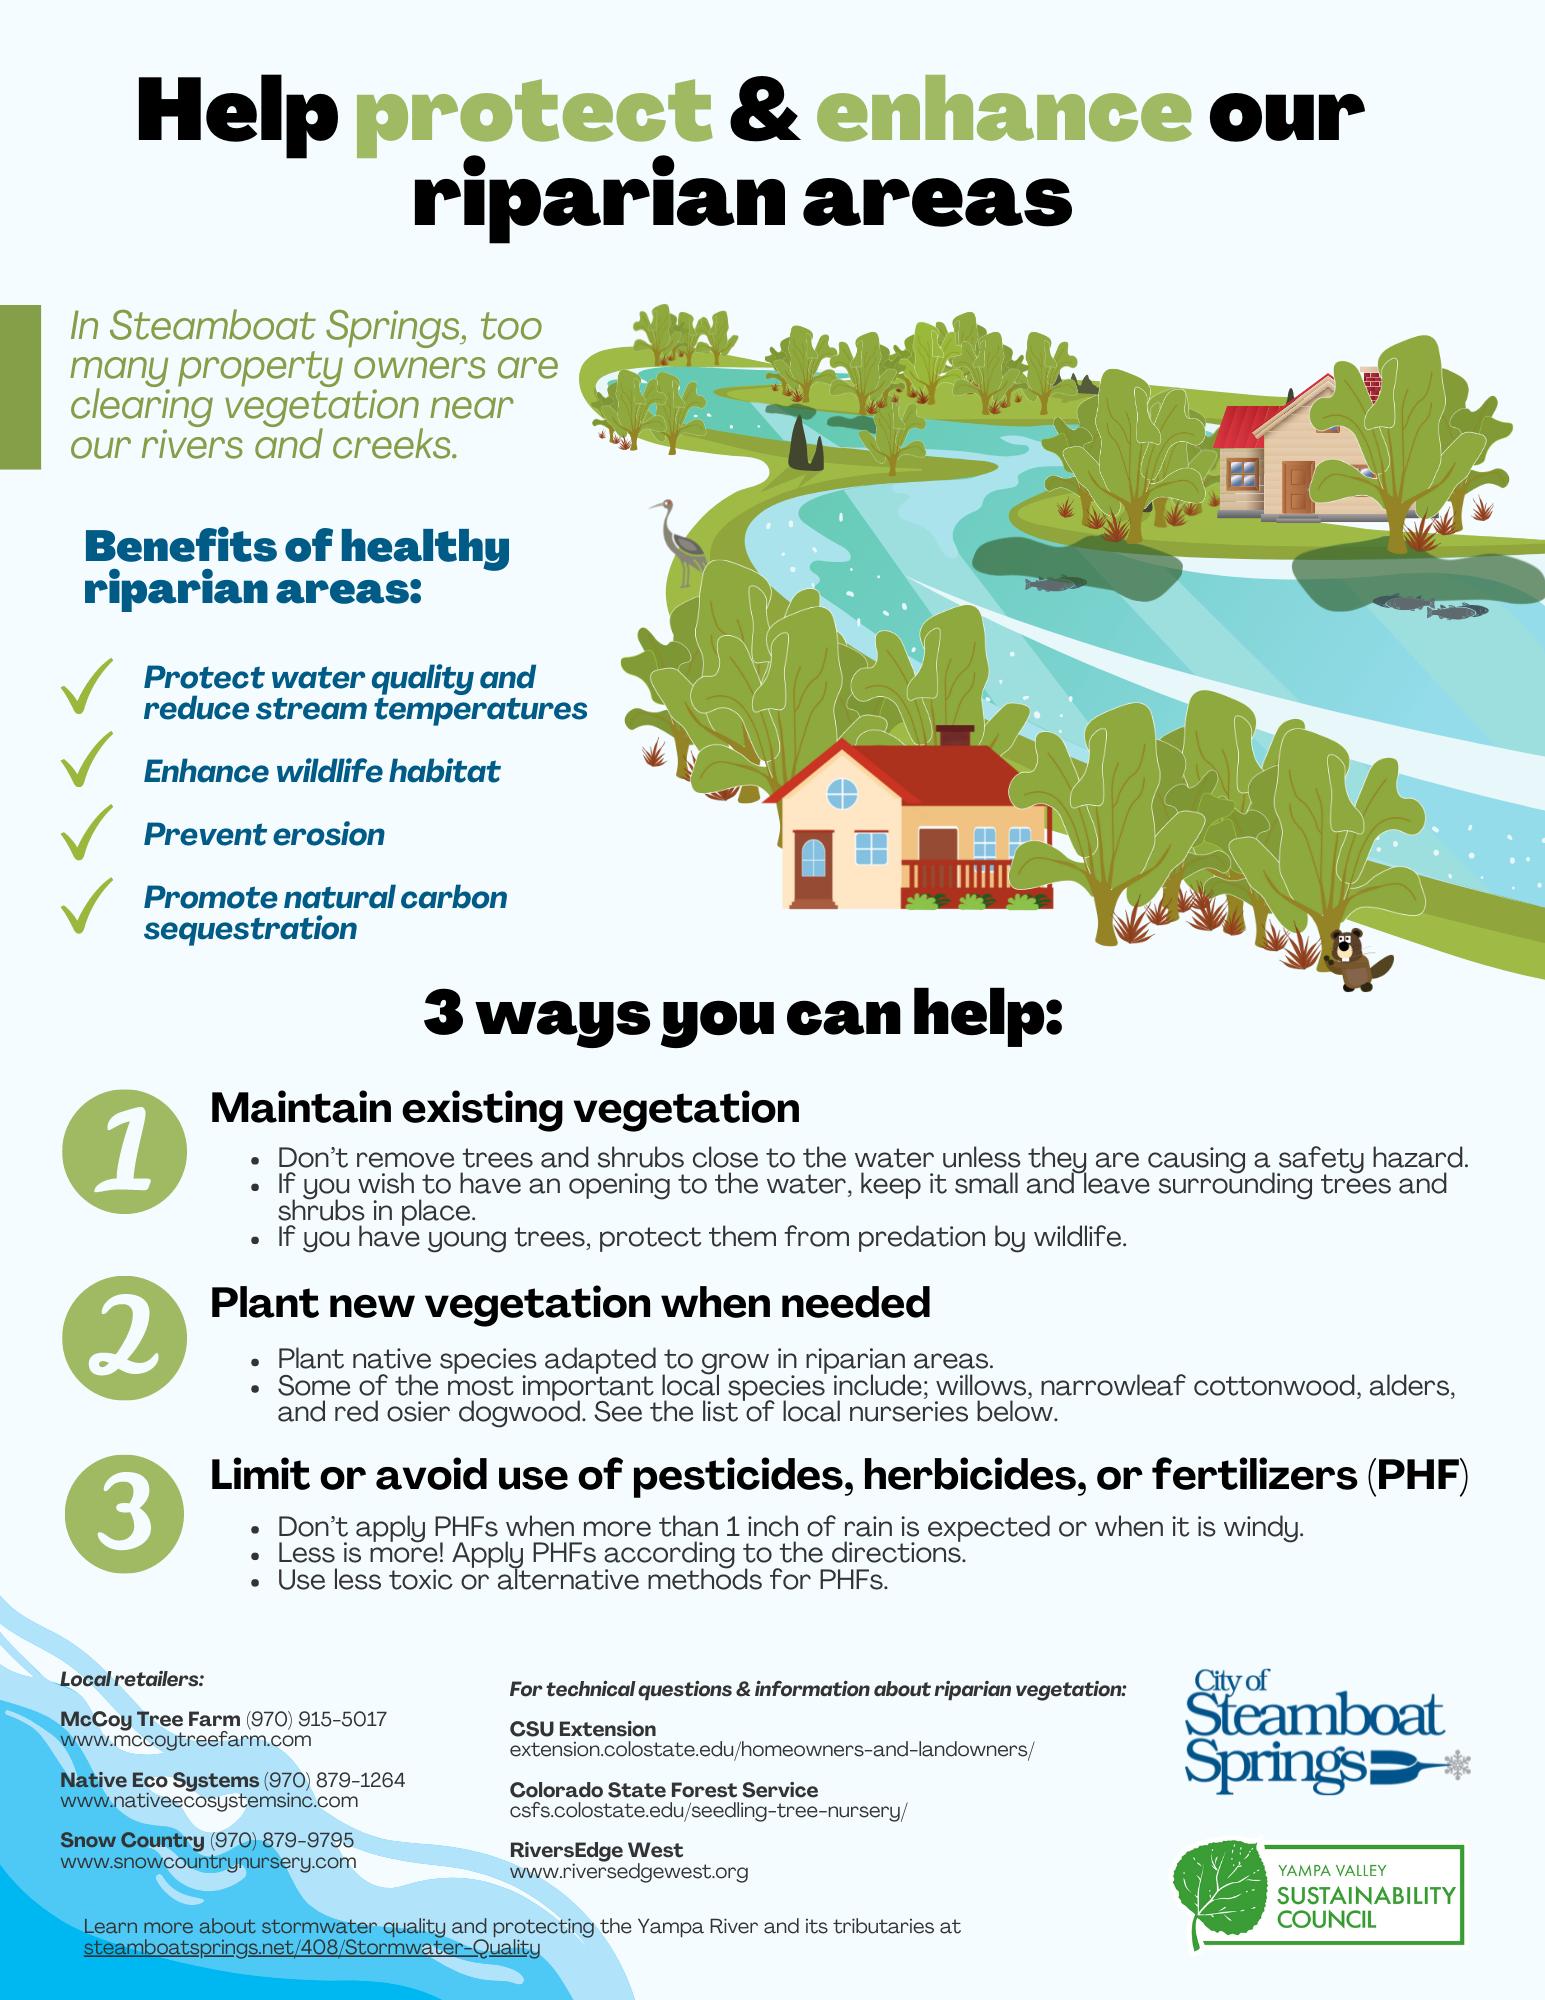 Help protect & enhance our
riparian areas
In Steamboat Springs, too
many property owners are
clearing vegetation near
our rivers and creeks.
Benefits of healthy
riparian areas:
Protect water quality and
reduce stream temperatures
Enhance wildlife habitat
Prevent erosion
Promote natural carbon
sequestration
3 ways you can help:
1
Maintain existing vegetation
• Don't remove trees and shrubs close to the water unless they are causing a safety hazard.
• If you wish to have an opening to the water, keep it small and leave surrounding trees and
shrubs in place.
• If you have young trees, protect them from predation by wildlife.
2
Plant new vegetation when needed
• Plant native species adapted to grow in riparian areas.
• Some of the most important local species include; willows, narrowleaf cottonwood, alders,
and red osier dogwood. See the list of local nurseries below.
3
Limit or avoid use of pesticides, herbicides, or fertilizers (PHF)
• Don't apply PHFs when more than 1 inch of rain is expected or when it is windy.
• Less is more! Apply PHFs according to the directions.
• Use less toxic or alternative methods for PHFs.
Local retailers:
McCoy Tree Farm (970) 915-5017
www.mccoytreefarm.com
Native Eco Systems (970) 879-1264
www.nativeecosystemsinc.com
Snow Country (970) 879-9795
www.snowcountrynursery.com
For technical questions & information about riparian vegetation:
CSU Extension
extension.colostate.edu/homeowners-and-landowners/
Colorado State Forest Service
csfs.colostate.edu/seedling-tree-nursery/
RiversEdge West
www.riversedgewest.org
City of
Steamboat
Springs
YAMPA VALLEY
SUSTAINABILITY
COUNCIL
Learn more about stormwater quality and protecting the Yampa River and its tributaries at
steamboatsprings.net/408/Stormwater-Quality